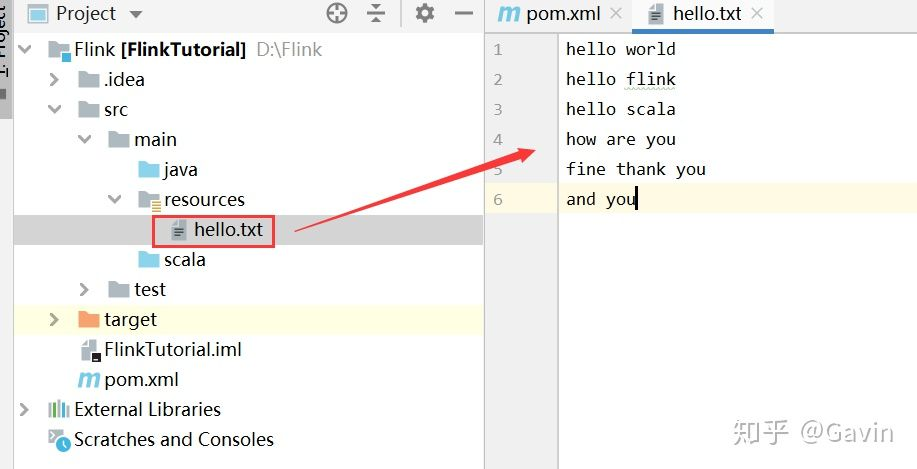 1: Project
Project
pom.xml
hello.txt
Flink [FlinkTutorial] D:\Flink
.idea
src
main
java
resources
hello.txt
scala
test
target
FlinkTutorial.iml
pom.xml
External Libraries
Scratches and Consoles
1 hello world
2 hello flink
3 hello scala
4 how are you
5 fine thank you
6 and you
知乎 @Gavin